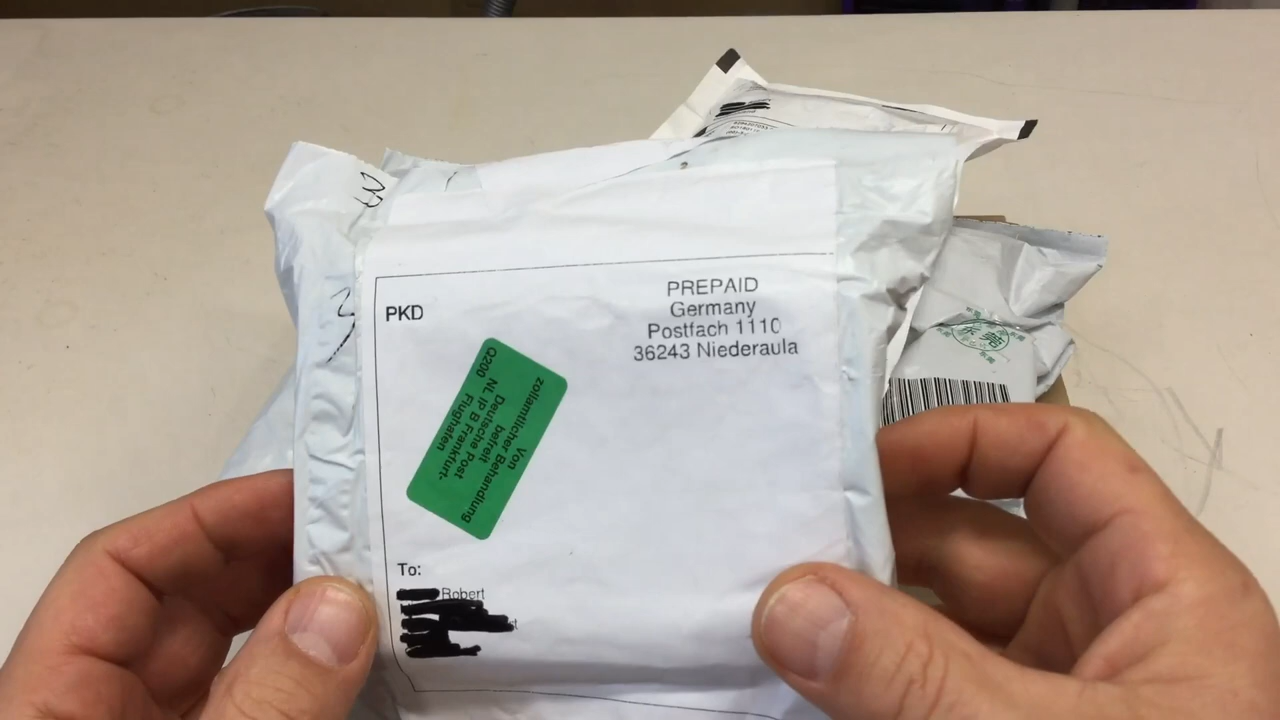 PKD
PREPAID
Germany
Postfach 1110
36243 Niederaula
Von
zollamtlicher Behandlung
befreit
Deutsche Post
NL IP B Frankfurt-
Flughafen
Q200
To:
Robert